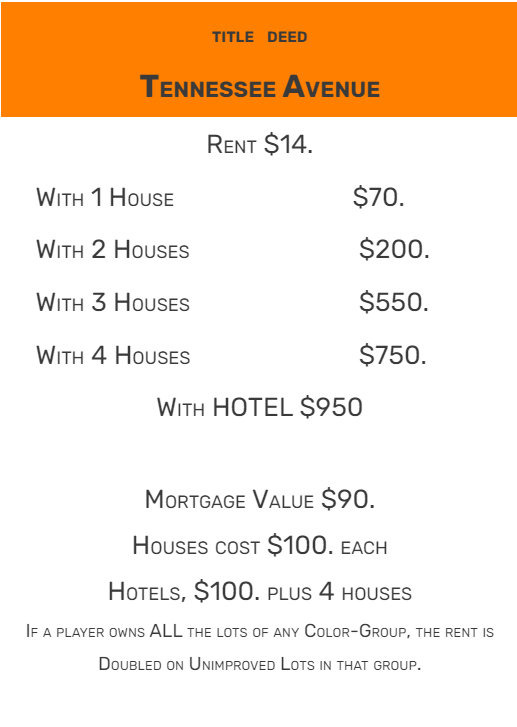 TITLE DEED
TENNESSEE AVENUE
RENT $14.
WITH 1 HOUSE $70.
WITH 2 HOUSES $200.
WITH 3 HOUSES $550.
WITH 4 HOUSES $750.
WITH HOTEL $950
MORTGAGE VALUE $90.
HOUSES COST $100. EACH
HOTELS, $100. PLUS 4 HOUSES
IF A PLAYER OWNS ALL THE LOTS OF ANY COLOR-GROUP, THE RENT IS
DOUBLED ON UNIMPROVED LOTS IN THAT GROUP.